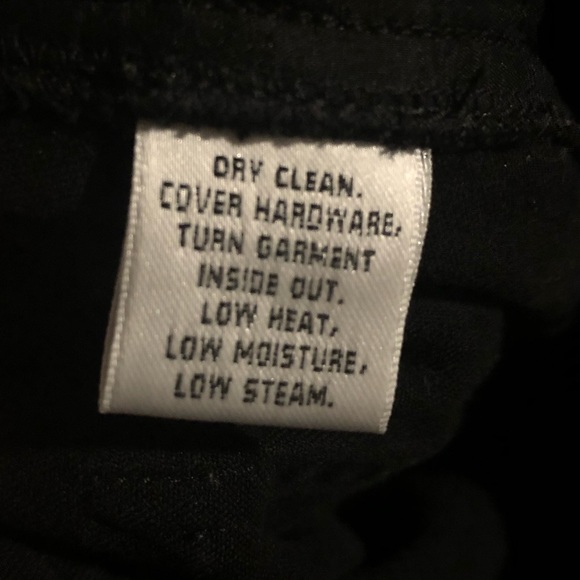 DRY CLEAN.
COVER HARDWARE,
TURN GARMENT
INSIDE OUT.
LOW HEAT,
LOW MOISTURE,
LOW STEAM.